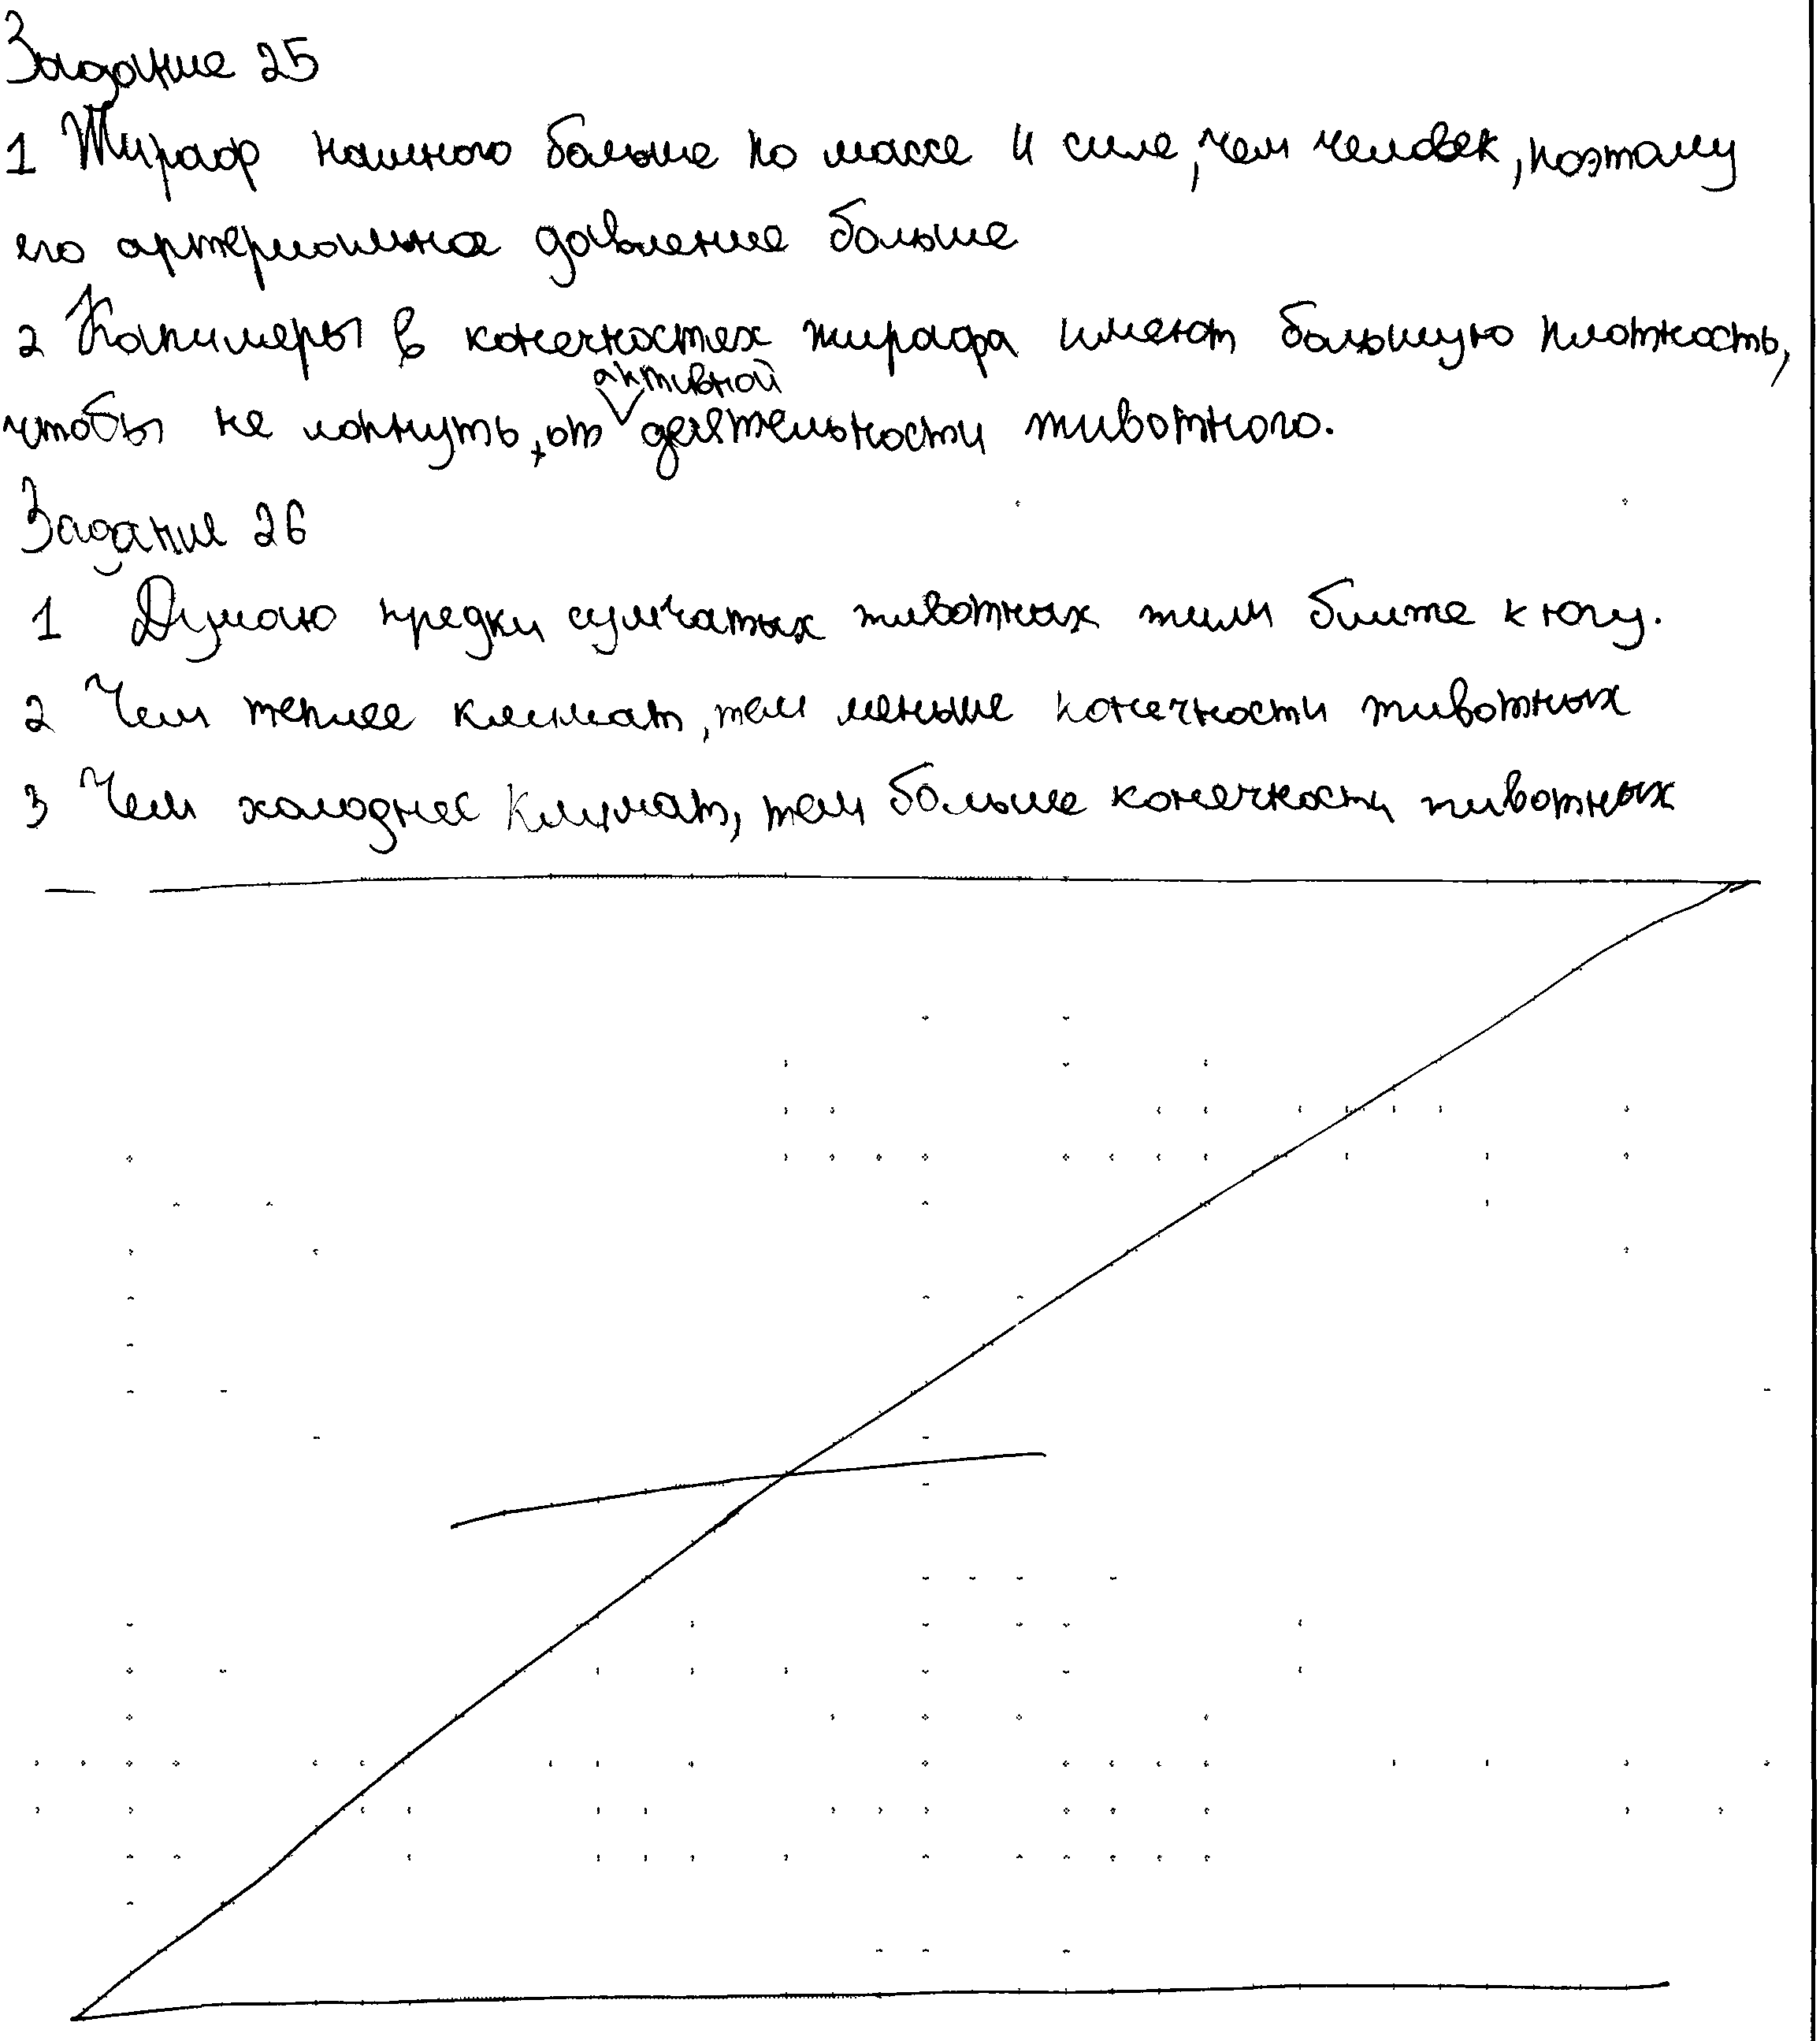 Задание 25
1 Жираф намного больше по массе и силе, чем человек, поэтому
его артериальное давление больше
2 Капиляры в конечностях жирафа имеют большую плотность,
чтобы не лопнуть, от активной деятельности животного.
Задание 26
1 Думаю предки сумчатых животных жили ближе к югу.
2 Чем теплее климат, тем меньше конечности животных
3 Чем холоднее климат, тем больше конечности животных